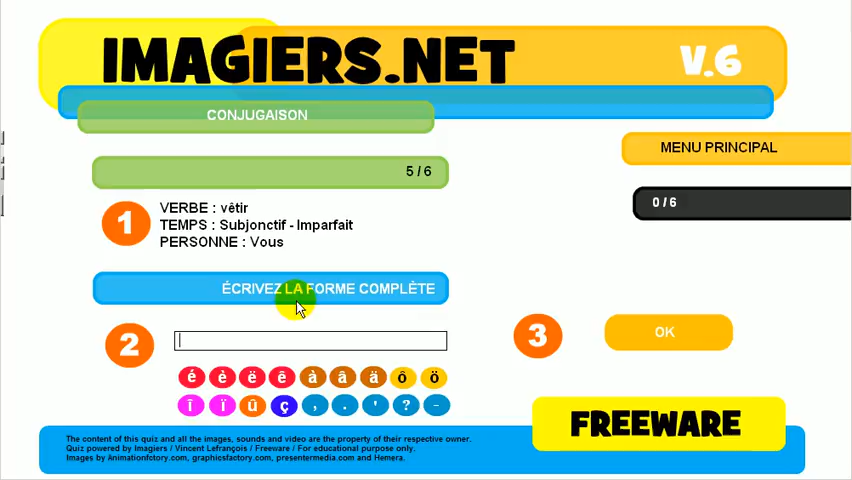 IMAGIERS.NET
V.6
CONJUGAISON
MENU PRINCIPAL
5 / 6
0 / 6
1
VERBE : vêtir
TEMPS : Subjonctif - Imparfait
PERSONNE : Vous
ÉCRIVEZ LA FORME COMPLÈTE
2
3
OK
é è ë ê à â ä ô ö
î ï û ç , . ' ? -
FREEWARE
The content of this quiz and all the images, sounds and video are the property of their respective owner.
Quiz powered by Imagiers / Vincent Lefrançois / Freeware / For educational purpose only.
Images by Animationfctory.com, graphicsfactory.com, presentermedia.com and Hemera.